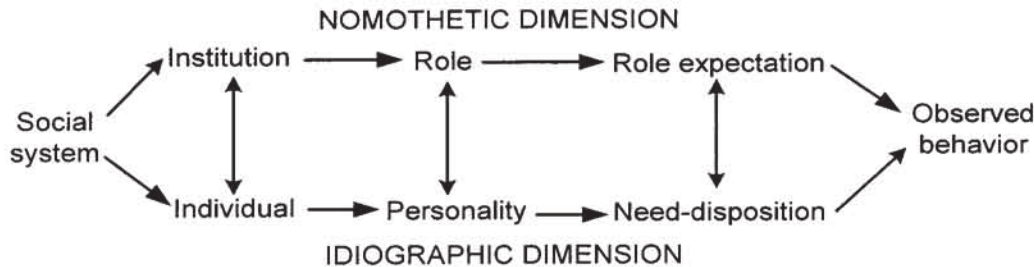 NOMOTHETIC DIMENSION
Institution Role Role expectation
Social
system
Observed
behavior
Individual Personality Need-disposition
IDIOGRAPHIC DIMENSION